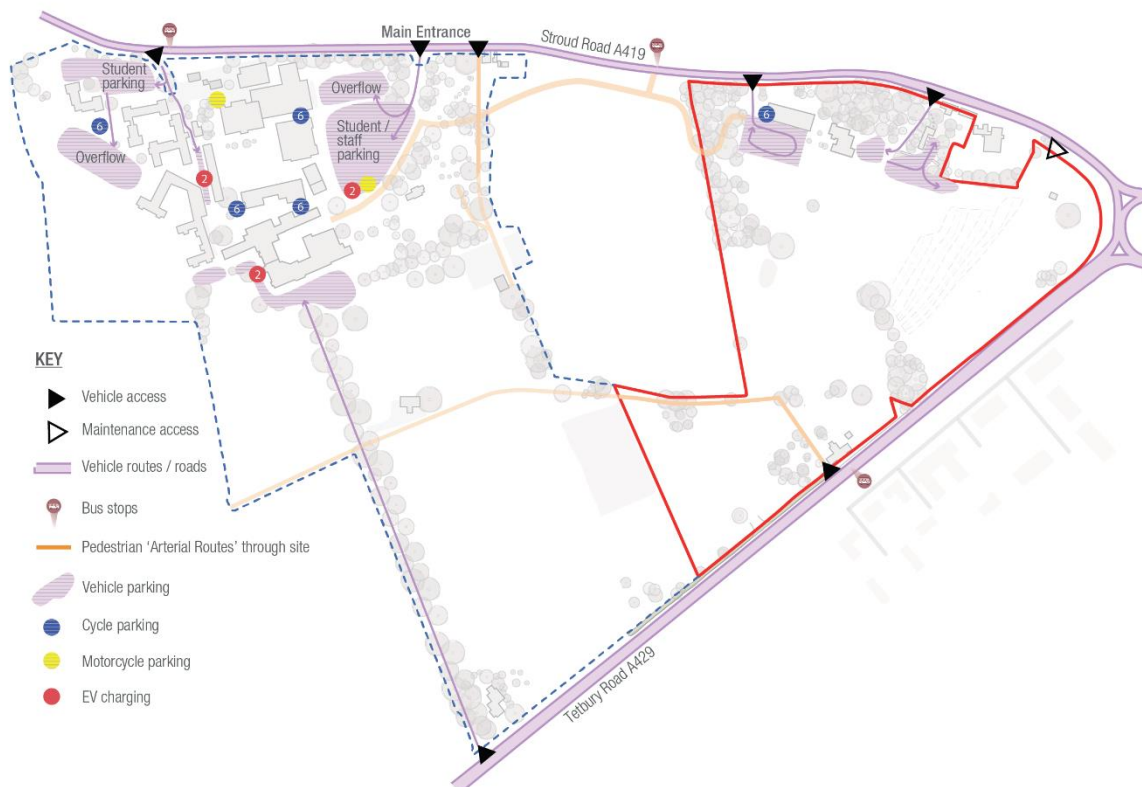 Main Entrance
Stroud Road A419
Student
parking
Overflow
6
6
Overflow
Student /
staff
parking
6
2
2
6
6
2
KEY
Vehicle access
Maintenance access
Vehicle routes / roads
Bus stops
Pedestrian 'Arterial Routes' through site
Vehicle parking
Cycle parking
Motorcycle parking
EV charging
Tetbury Road A429